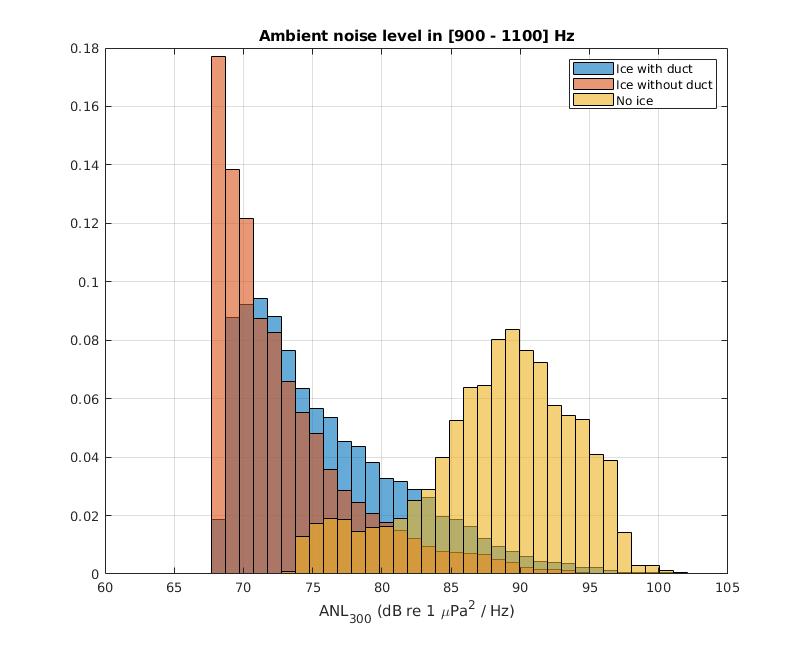 Ambient noise level in [900 - 1100] Hz
Ice with duct
Ice without duct
No ice
0.18
0.16
0.14
0.12
0.1
0.08
0.06
0.04
0.02
0
60 65 70 75 80 85 90 95 100 105
ANL300 (dB re 1 μPa2 / Hz)